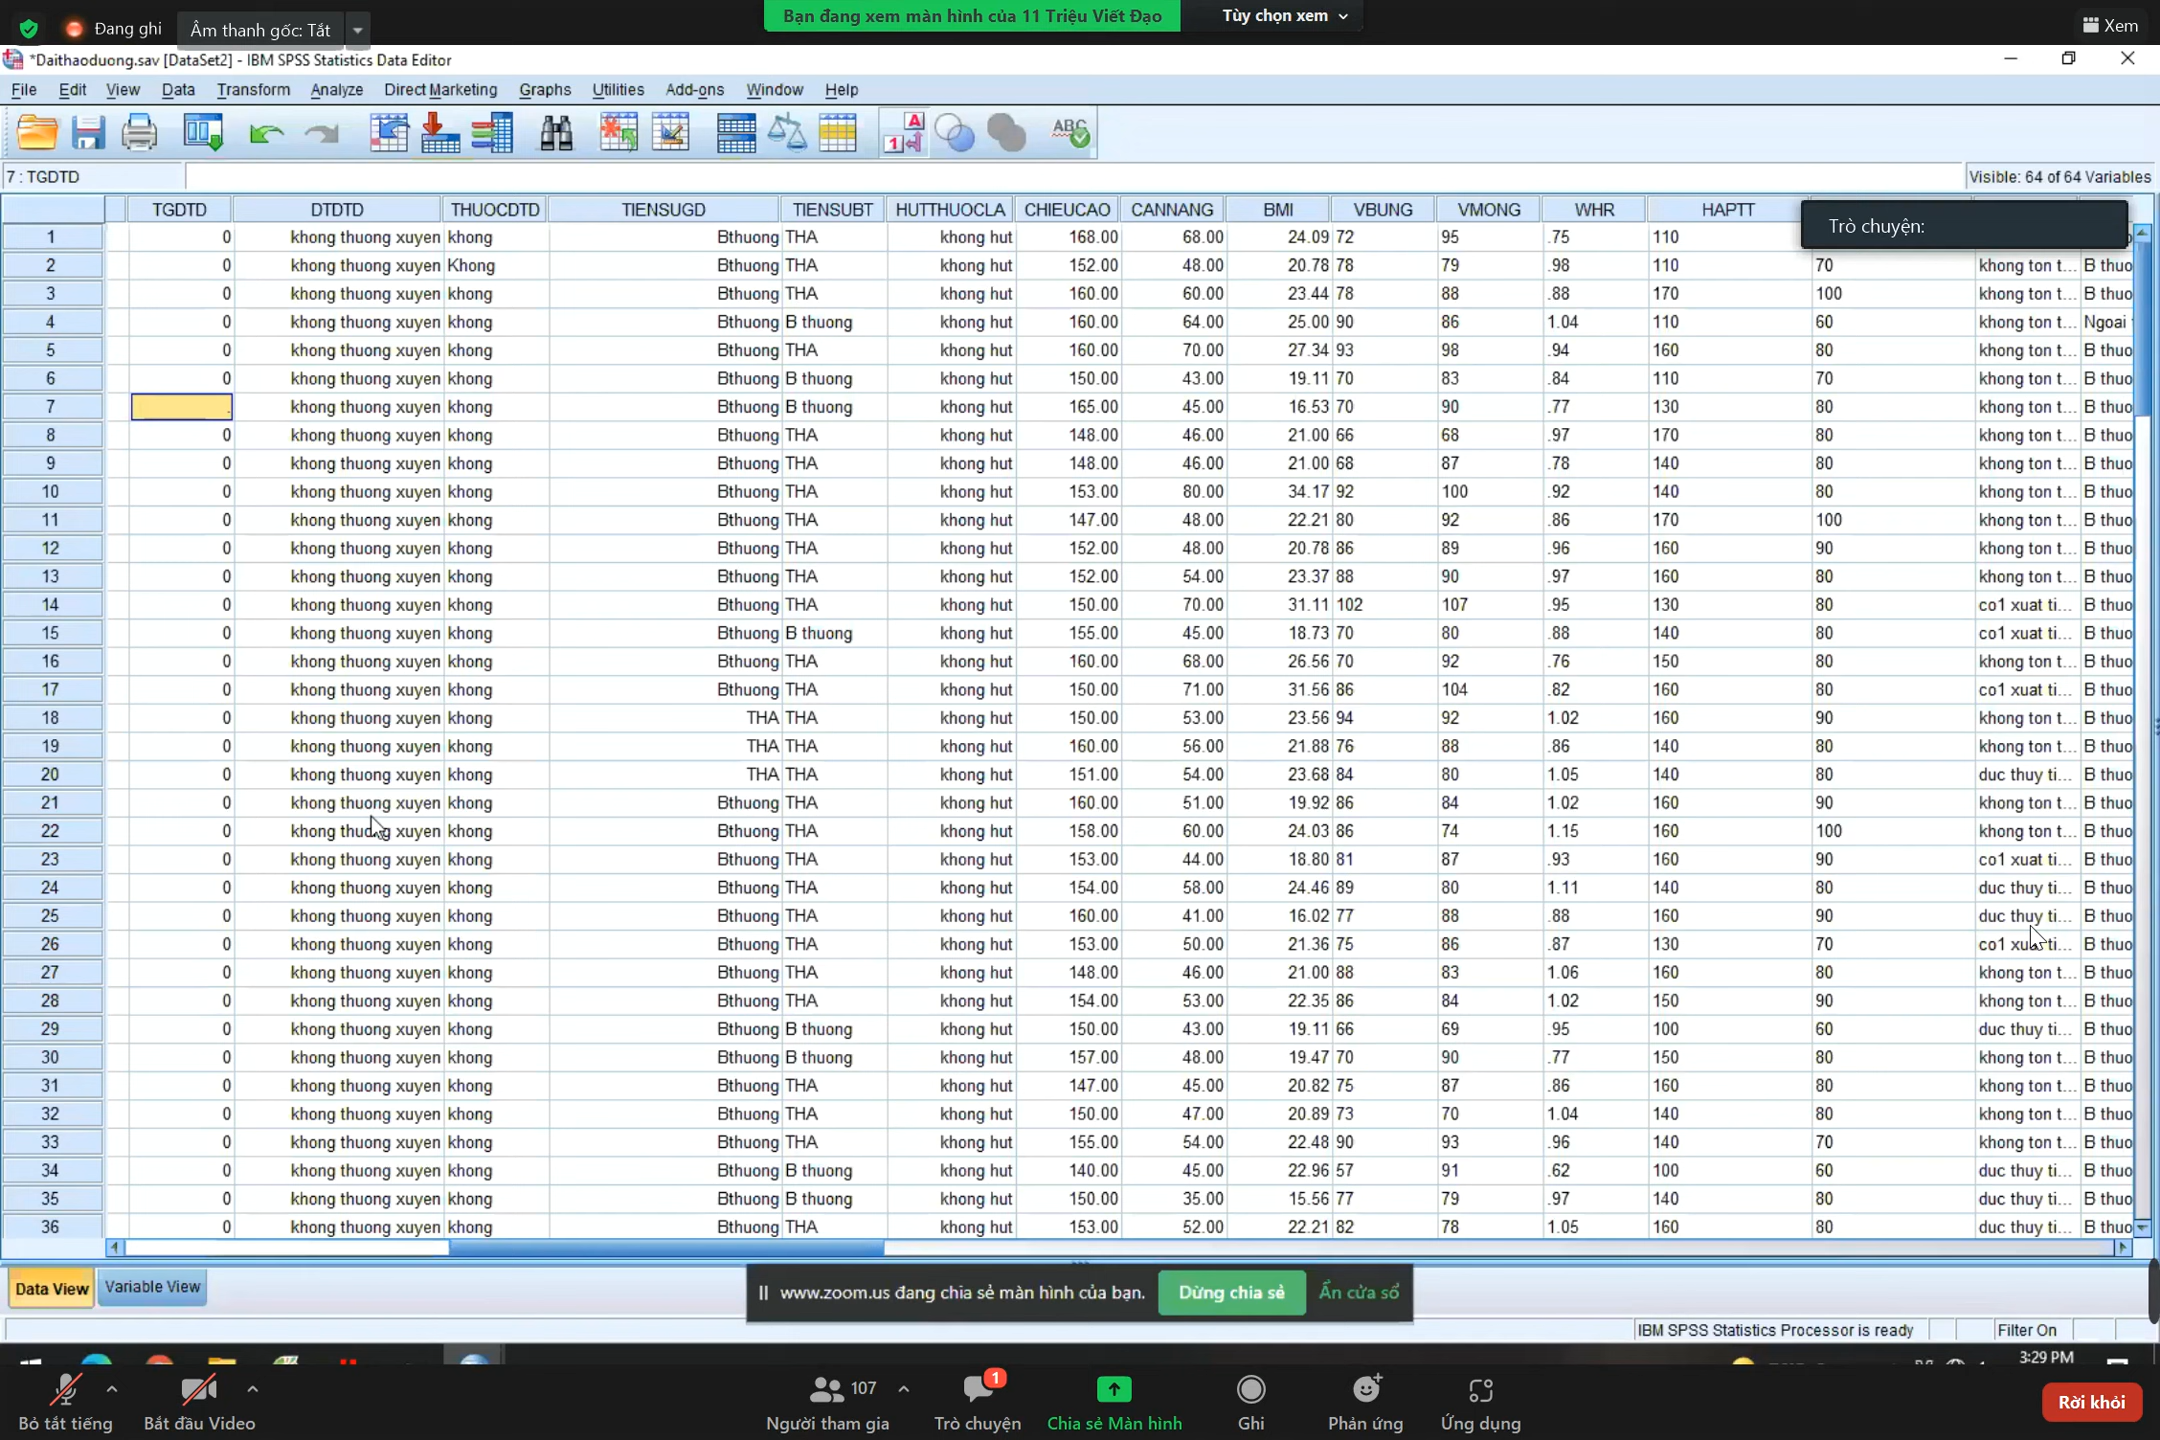 Đang ghi Âm thanh gốc: Tắt Bạn đang xem màn hình của 11 Triệu Viết Đạo Tùy chọn xem Xem
*Daithaoduong.sav [DataSet2] - IBM SPSS Statistics Data Editor
File Edit View Data Transform Analyze Direct Marketing Graphs Utilities Add-ons Window Help
7 : TGDTD Visible: 64 of 64 Variables
TGDTD DTDTD THUOCDTD TIENSUGD TIENSUBT HUTTHUOCLA CHIEUCAO CANNANG BMI VBUNG VMONG WHR HAPTT
Trò chuyện:
1 0 khong thuong xuyen khong Bthuong THA khong hut 168.00 68.00 24.09 72 95 .75 110
2 0 khong thuong xuyen Khong Bthuong THA khong hut 152.00 48.00 20.78 78 79 .98 110 70 khong ton t... B thuo
3 0 khong thuong xuyen khong Bthuong THA khong hut 160.00 60.00 23.44 78 88 .88 170 100 khong ton t... B thuo
4 0 khong thuong xuyen khong Bthuong B thuong khong hut 160.00 64.00 25.00 90 86 1.04 110 60 khong ton t... Ngoai
5 0 khong thuong xuyen khong Bthuong THA khong hut 160.00 70.00 27.34 93 98 .94 160 80 khong ton t... B thuo
6 0 khong thuong xuyen khong Bthuong B thuong khong hut 150.00 43.00 19.11 70 83 .84 110 70 khong ton t... B thuo
7 . khong thuong xuyen khong Bthuong B thuong khong hut 165.00 45.00 16.53 70 90 .77 130 80 khong ton t... B thuo
8 0 khong thuong xuyen khong Bthuong THA khong hut 148.00 46.00 21.00 66 68 .97 170 80 khong ton t... B thuo
9 0 khong thuong xuyen khong Bthuong THA khong hut 148.00 46.00 21.00 68 87 .78 140 80 khong ton t... B thuo
10 0 khong thuong xuyen khong Bthuong THA khong hut 153.00 80.00 34.17 92 100 .92 140 80 khong ton t... B thuo
11 0 khong thuong xuyen khong Bthuong THA khong hut 147.00 48.00 22.21 80 92 .86 170 100 khong ton t... B thuo
12 0 khong thuong xuyen khong Bthuong THA khong hut 152.00 48.00 20.78 86 89 .96 160 90 khong ton t... B thuo
13 0 khong thuong xuyen khong Bthuong THA khong hut 152.00 54.00 23.37 88 90 .97 160 80 khong ton t... B thuo
14 0 khong thuong xuyen khong Bthuong THA khong hut 150.00 70.00 31.11 102 107 .95 130 80 co1 xuat ti... B thuo
15 0 khong thuong xuyen khong Bthuong B thuong khong hut 155.00 45.00 18.73 70 80 .88 140 80 co1 xuat ti... B thuo
16 0 khong thuong xuyen khong Bthuong THA khong hut 160.00 68.00 26.56 70 92 .76 150 80 khong ton t... B thuo
17 0 khong thuong xuyen khong Bthuong THA khong hut 150.00 71.00 31.56 86 104 .82 160 80 co1 xuat ti... B thuo
18 0 khong thuong xuyen khong THA THA khong hut 150.00 53.00 23.56 94 92 1.02 160 90 khong ton t... B thuo
19 0 khong thuong xuyen khong THA THA khong hut 160.00 56.00 21.88 76 88 .86 140 80 khong ton t... B thuo
20 0 khong thuong xuyen khong THA THA khong hut 151.00 54.00 23.68 84 80 1.05 140 80 duc thuy ti... B thuo
21 0 khong thuong xuyen khong Bthuong THA khong hut 160.00 51.00 19.92 86 84 1.02 160 90 khong ton t... B thuo
22 0 khong thuong xuyen khong Bthuong THA khong hut 158.00 60.00 24.03 86 74 1.15 160 100 khong ton t... B thuo
23 0 khong thuong xuyen khong Bthuong THA khong hut 153.00 44.00 18.80 81 87 .93 160 90 co1 xuat ti... B thuo
24 0 khong thuong xuyen khong Bthuong THA khong hut 154.00 58.00 24.46 89 80 1.11 140 80 duc thuy ti... B thuo
25 0 khong thuong xuyen khong Bthuong THA khong hut 160.00 41.00 16.02 77 88 .88 160 90 duc thuy ti... B thuo
26 0 khong thuong xuyen khong Bthuong THA khong hut 153.00 50.00 21.36 75 86 .87 130 70 co1 xuat ti... B thuo
27 0 khong thuong xuyen khong Bthuong THA khong hut 148.00 46.00 21.00 88 83 1.06 160 80 khong ton t... B thuo
28 0 khong thuong xuyen khong Bthuong THA khong hut 154.00 53.00 22.35 86 84 1.02 150 90 khong ton t... B thuo
29 0 khong thuong xuyen khong Bthuong B thuong khong hut 150.00 43.00 19.11 66 69 .95 100 60 duc thuy ti... B thuo
30 0 khong thuong xuyen khong Bthuong B thuong khong hut 157.00 48.00 19.47 70 90 .77 150 80 khong ton t... B thuo
31 0 khong thuong xuyen khong Bthuong THA khong hut 147.00 45.00 20.82 75 87 .86 160 80 khong ton t... B thuo
32 0 khong thuong xuyen khong Bthuong THA khong hut 150.00 47.00 20.89 73 70 1.04 140 80 khong ton t... B thuo
33 0 khong thuong xuyen khong Bthuong THA khong hut 155.00 54.00 22.48 90 93 .96 140 70 khong ton t... B thuo
34 0 khong thuong xuyen khong Bthuong B thuong khong hut 140.00 45.00 22.96 57 91 .62 100 60 duc thuy ti... B thuo
35 0 khong thuong xuyen khong Bthuong B thuong khong hut 150.00 35.00 15.56 77 79 .97 140 80 duc thuy ti... B thuo
36 0 khong thuong xuyen khong Bthuong THA khong hut 153.00 52.00 22.21 82 78 1.05 160 80 duc thuy ti... B thuo
Data View Variable View
www.zoom.us đang chia sẻ màn hình của bạn. Dừng chia sẻ Ẩn cửa sổ
IBM SPSS Statistics Processor is ready Filter On
3:29 PM
107 1
Bỏ tắt tiếng Bắt đầu Video Người tham gia Trò chuyện Chia sẻ Màn hình Ghi Phản ứng Ứng dụng Rời khỏi